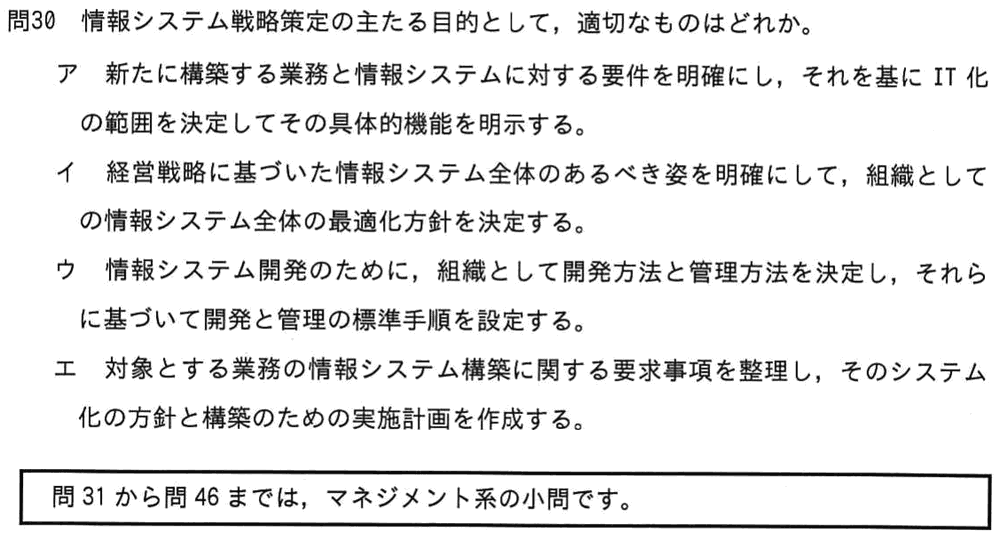 問30 情報システム戦略策定の主たる目的として，適切なものはどれか。
ア 新たに構築する業務と情報システムに対する要件を明確にし，それを基に IT 化
の範囲を決定してその具体的機能を明示する。
イ 経営戦略に基づいた情報システム全体のあるべき姿を明確にして，組織として
の情報システム全体の最適化方針を決定する。
ウ 情報システム開発のために，組織として開発方法と管理方法を決定し，それら
に基づいて開発と管理の標準手順を設定する。
エ 対象とする業務の情報システム構築に関する要求事項を整理し，そのシステム
化の方針と構築のための実施計画を作成する。
問 31 から問 46 までは，マネジメント系の小問です。